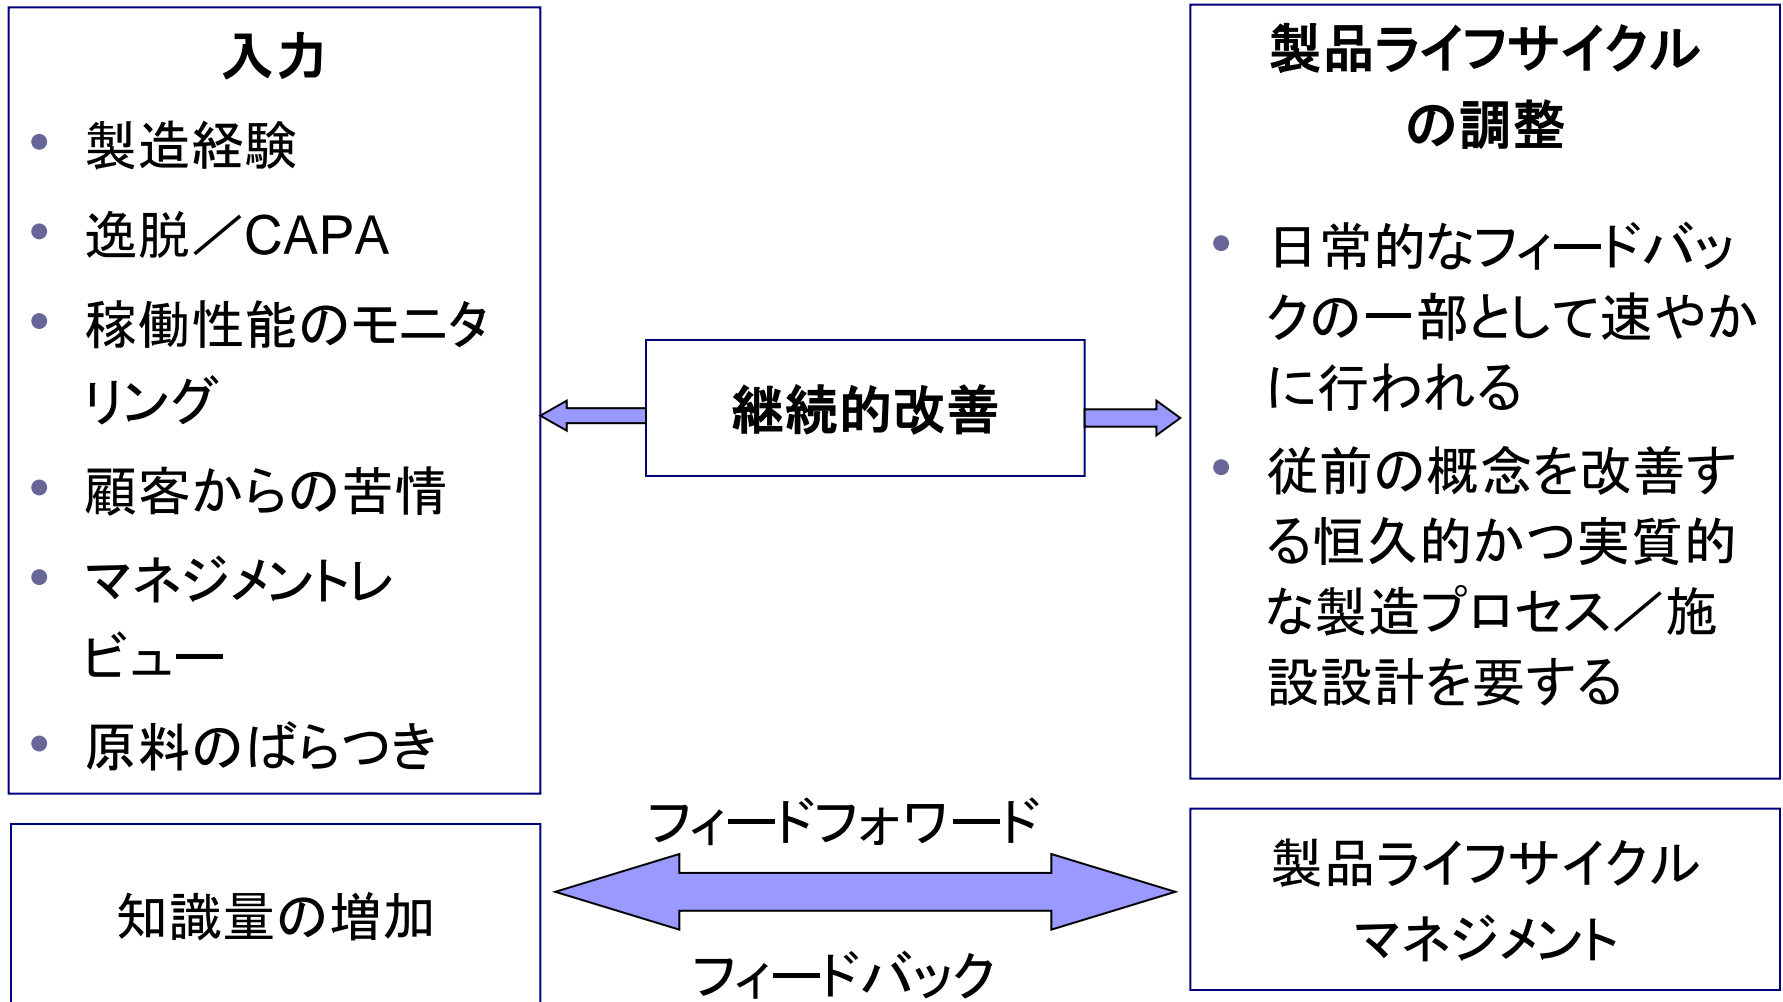 入力
• 製造経験
• 逸脱／CAPA
• 稼働性能のモニタ
リング
• 顧客からの苦情
• マネジメントレ
ビュー
• 原料のばらつき
継続的改善
製品ライフサイクル
の調整
• 日常的なフィードバッ
クの一部として速やか
に行われる
• 従前の概念を改善す
る恒久的かつ実質的
な製造プロセス／施
設設計を要する
知識量の増加
フィードフォワード
フィードバック
製品ライフサイクル
マネジメント